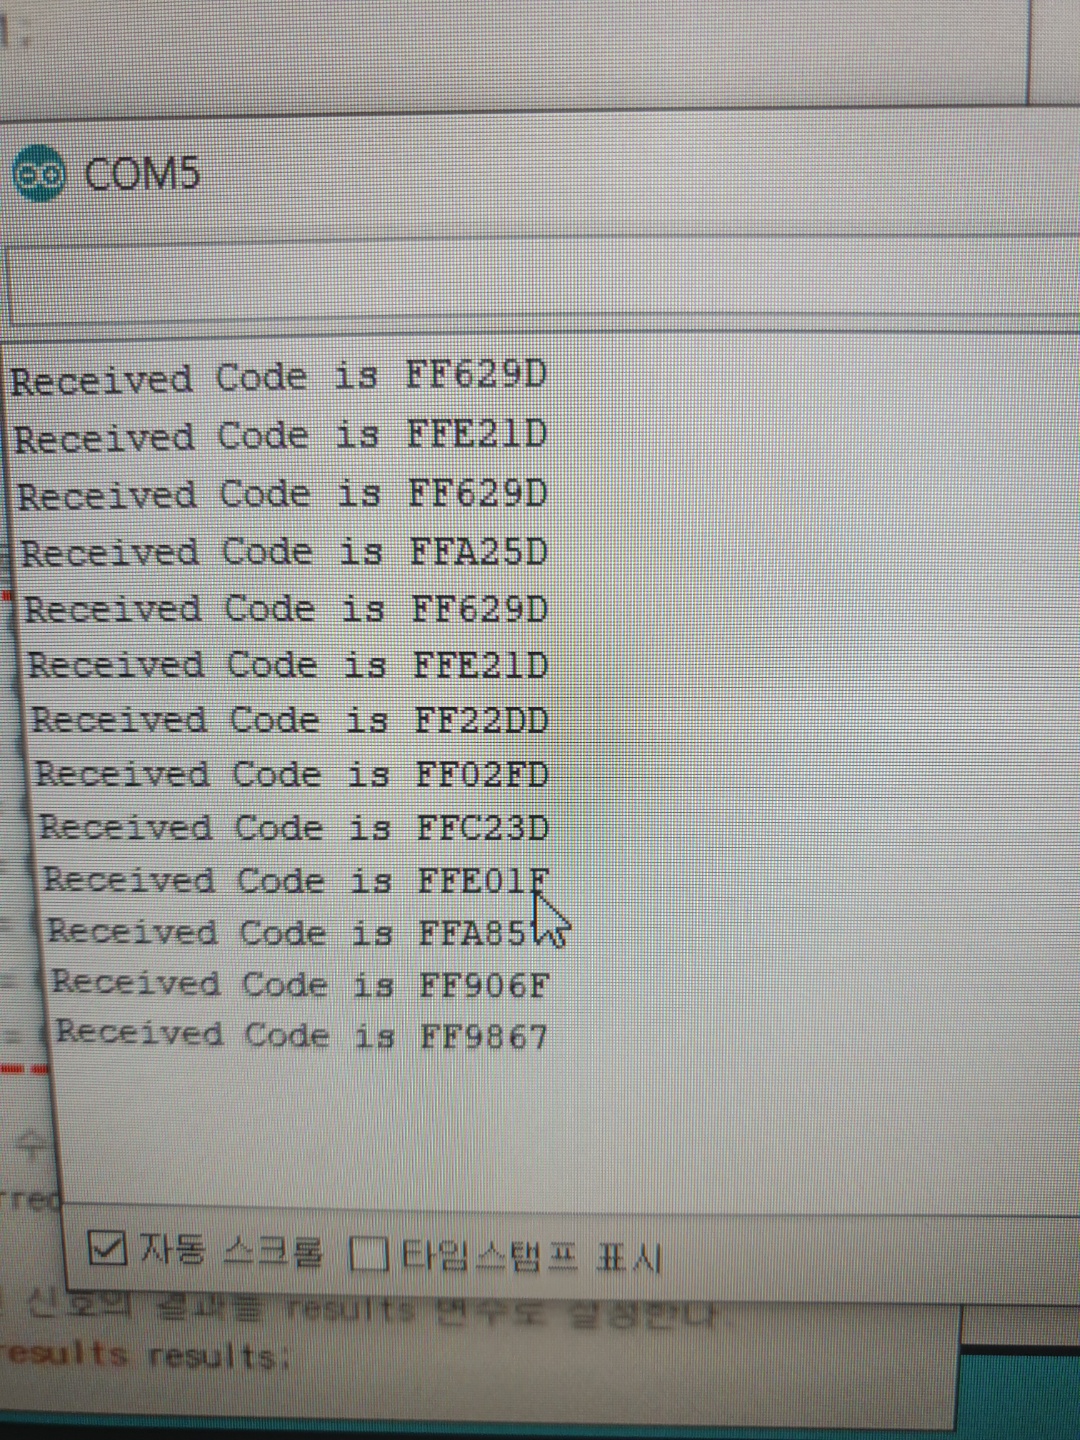 COM5
Received Code is FF629D
Received Code is FFE21D
Received Code is FF629D
Received Code is FFA25D
Received Code is FF629D
Received Code is FFE21D
Received Code is FF22DD
Received Code is FF02FD
Received Code is FFC23D
Received Code is FFE01F
Received Code is
Received Code is FF906F
Received Code is FF9867
수
자동 스크롤 타임스탬프 표시
신호의 결과를 results 변수로 설정한다.
results results;